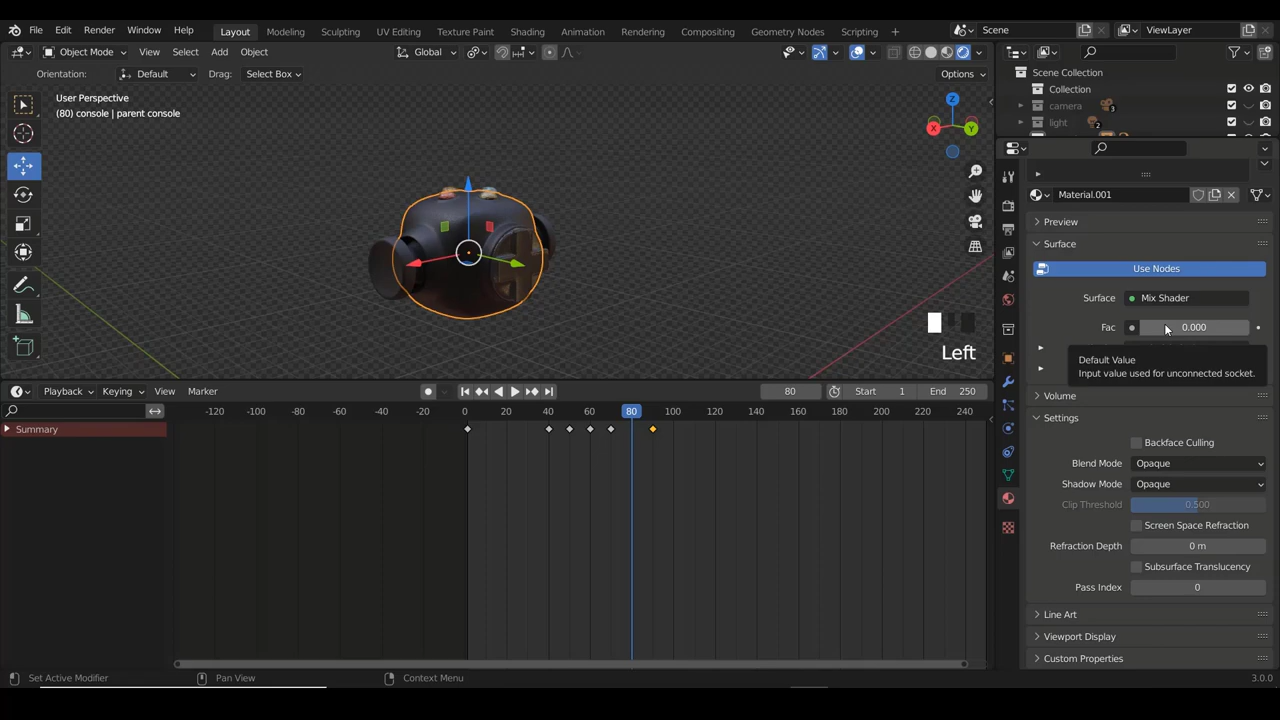 File Edit Render Window Help Layout Modeling Sculpting UV Editing Texture Paint Shading Animation Rendering Compositing Geometry Nodes Scripting + Scene ViewLayer
Object Mode View Select Add Object Global
Orientation: Default Drag: Select Box Options
User Perspective
(80) console | parent console
Z
X Y
Scene Collection
Collection
camera 3
light 2
Material.001
Preview
Surface
Use Nodes
Surface Mix Shader
Fac 0.000
Default Value
Input value used for unconnected socket.
Left
Volume
Settings
Backface Culling
Blend Mode Opaque
Shadow Mode Opaque
Clip Threshold 0.500
Screen Space Refraction
Refraction Depth 0 m
Subsurface Translucency
Pass Index 0
Line Art
Viewport Display
Custom Properties
Playback Keying View Marker 80 Start 1 End 250
-120 -100 -80 -60 -40 -20 0 20 40 60 80 100 120 140 160 180 200 220 240
Summary
Set Active Modifier Pan View Context Menu 3.0.0